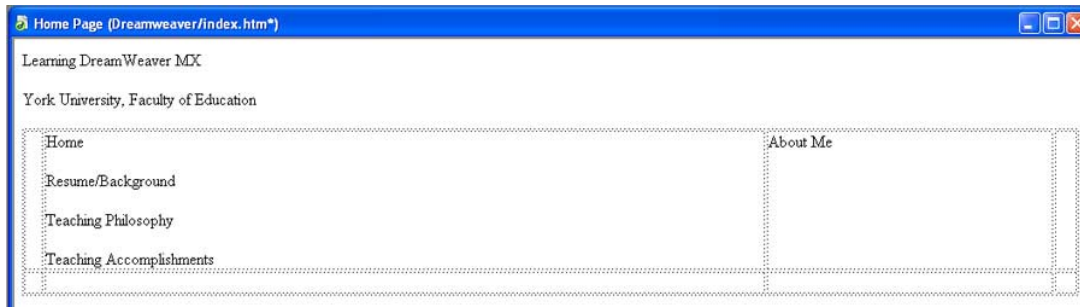 Home Page (Dreamweaver/index.htm*)
Learning DreamWeaver MX
York University, Faculty of Education
Home
About Me
Resume/Background
Teaching Philosophy
Teaching Accomplishments